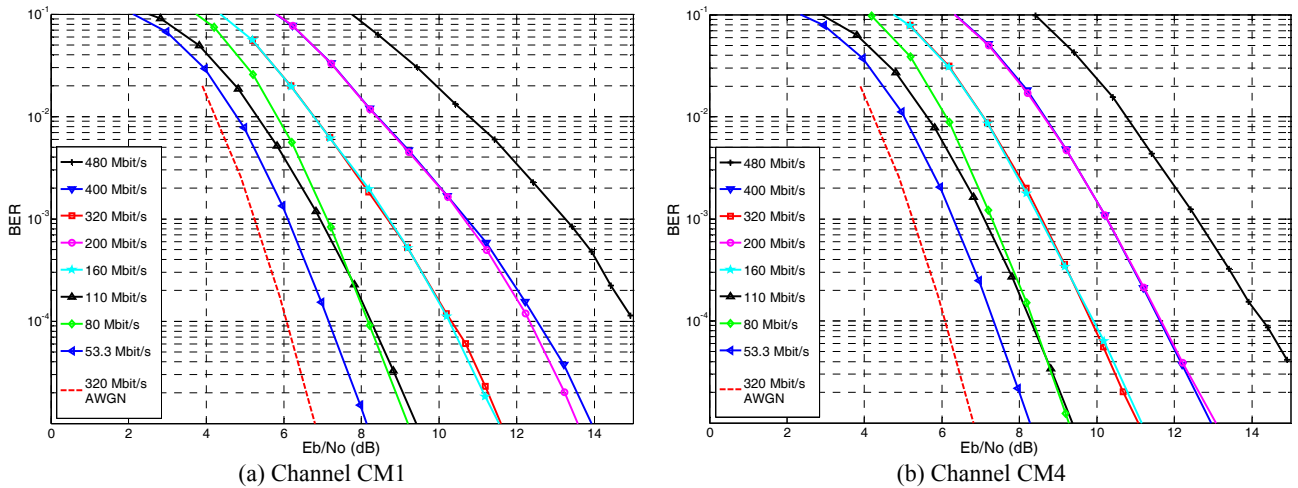 10⁻¹
10⁻²
10⁻³
10⁻⁴
BER
480 Mbit/s
400 Mbit/s
320 Mbit/s
200 Mbit/s
160 Mbit/s
110 Mbit/s
80 Mbit/s
53.3 Mbit/s
320 Mbit/s
AWGN
0 2 4 6 8 10 12 14
Eb/No (dB)
(a) Channel CM1
10⁻¹
10⁻²
10⁻³
10⁻⁴
BER
480 Mbit/s
400 Mbit/s
320 Mbit/s
200 Mbit/s
160 Mbit/s
110 Mbit/s
80 Mbit/s
53.3 Mbit/s
320 Mbit/s
AWGN
0 2 4 6 8 10 12 14
Eb/No (dB)
(b) Channel CM4